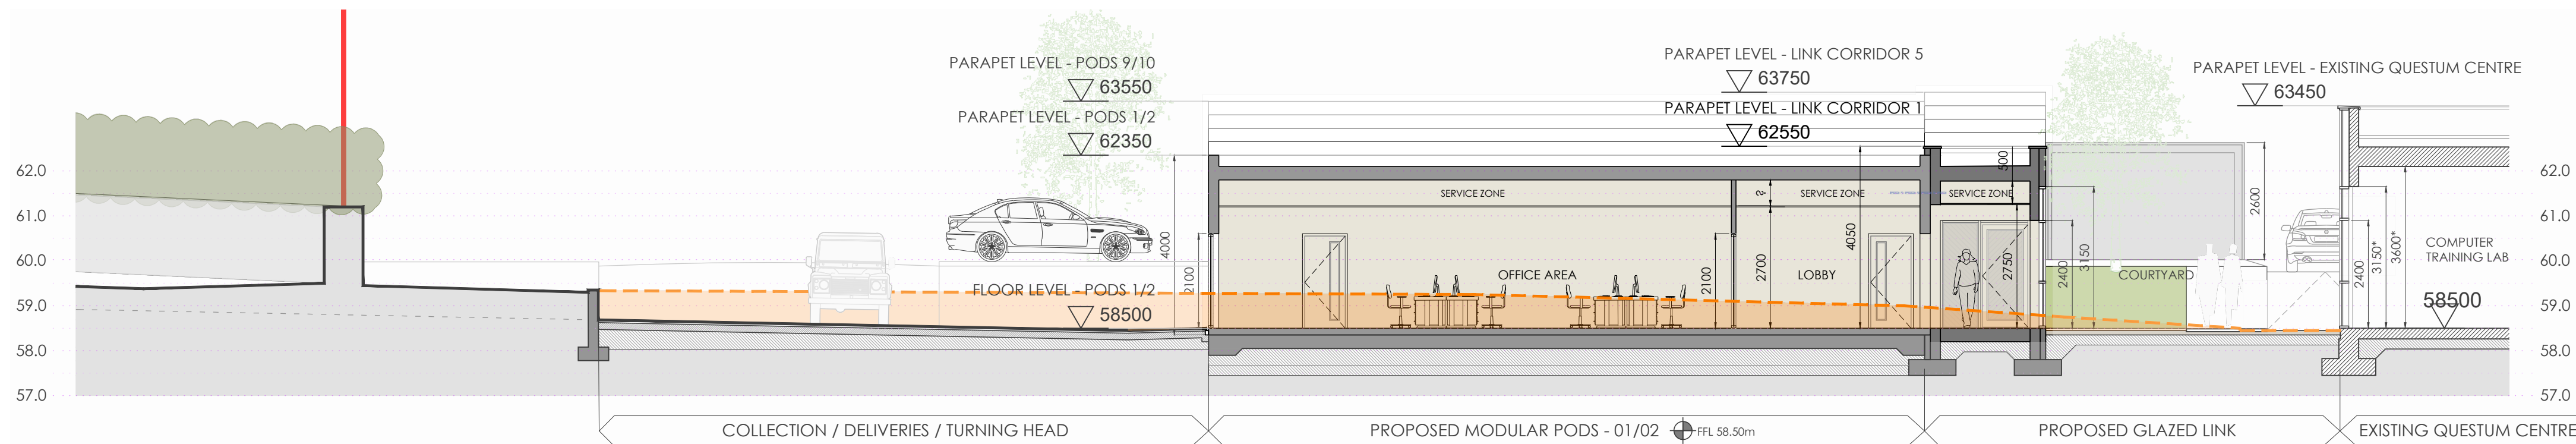 PARAPET LEVEL - PODS 9/10
63550
PARAPET LEVEL - PODS 1/2
62350
PARAPET LEVEL - LINK CORRIDOR 5
63750
PARAPET LEVEL - LINK CORRIDOR 1
62550
PARAPET LEVEL - EXISTING QUESTUM CENTRE
63450
62.0
61.0
60.0
59.0
58.0
57.0
FLOOR LEVEL - PODS 1/2
58500
4000
2100
SERVICE ZONE
OFFICE AREA
2100
?
2700
SERVICE ZONE
LOBBY
4050
500
SERVICE ZONE
2750
2400
3150
COURTYARD
2600
2400
3150*
3600*
COMPUTER
TRAINING LAB
58500
62.0
61.0
60.0
59.0
58.0
57.0
COLLECTION / DELIVERIES / TURNING HEAD
PROPOSED MODULAR PODS - 01/02
FFL 58.50m
PROPOSED GLAZED LINK
EXISTING QUESTUM CENTRE